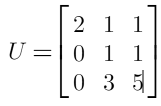 U = [2 1 1
0 1 1
0 3 5]